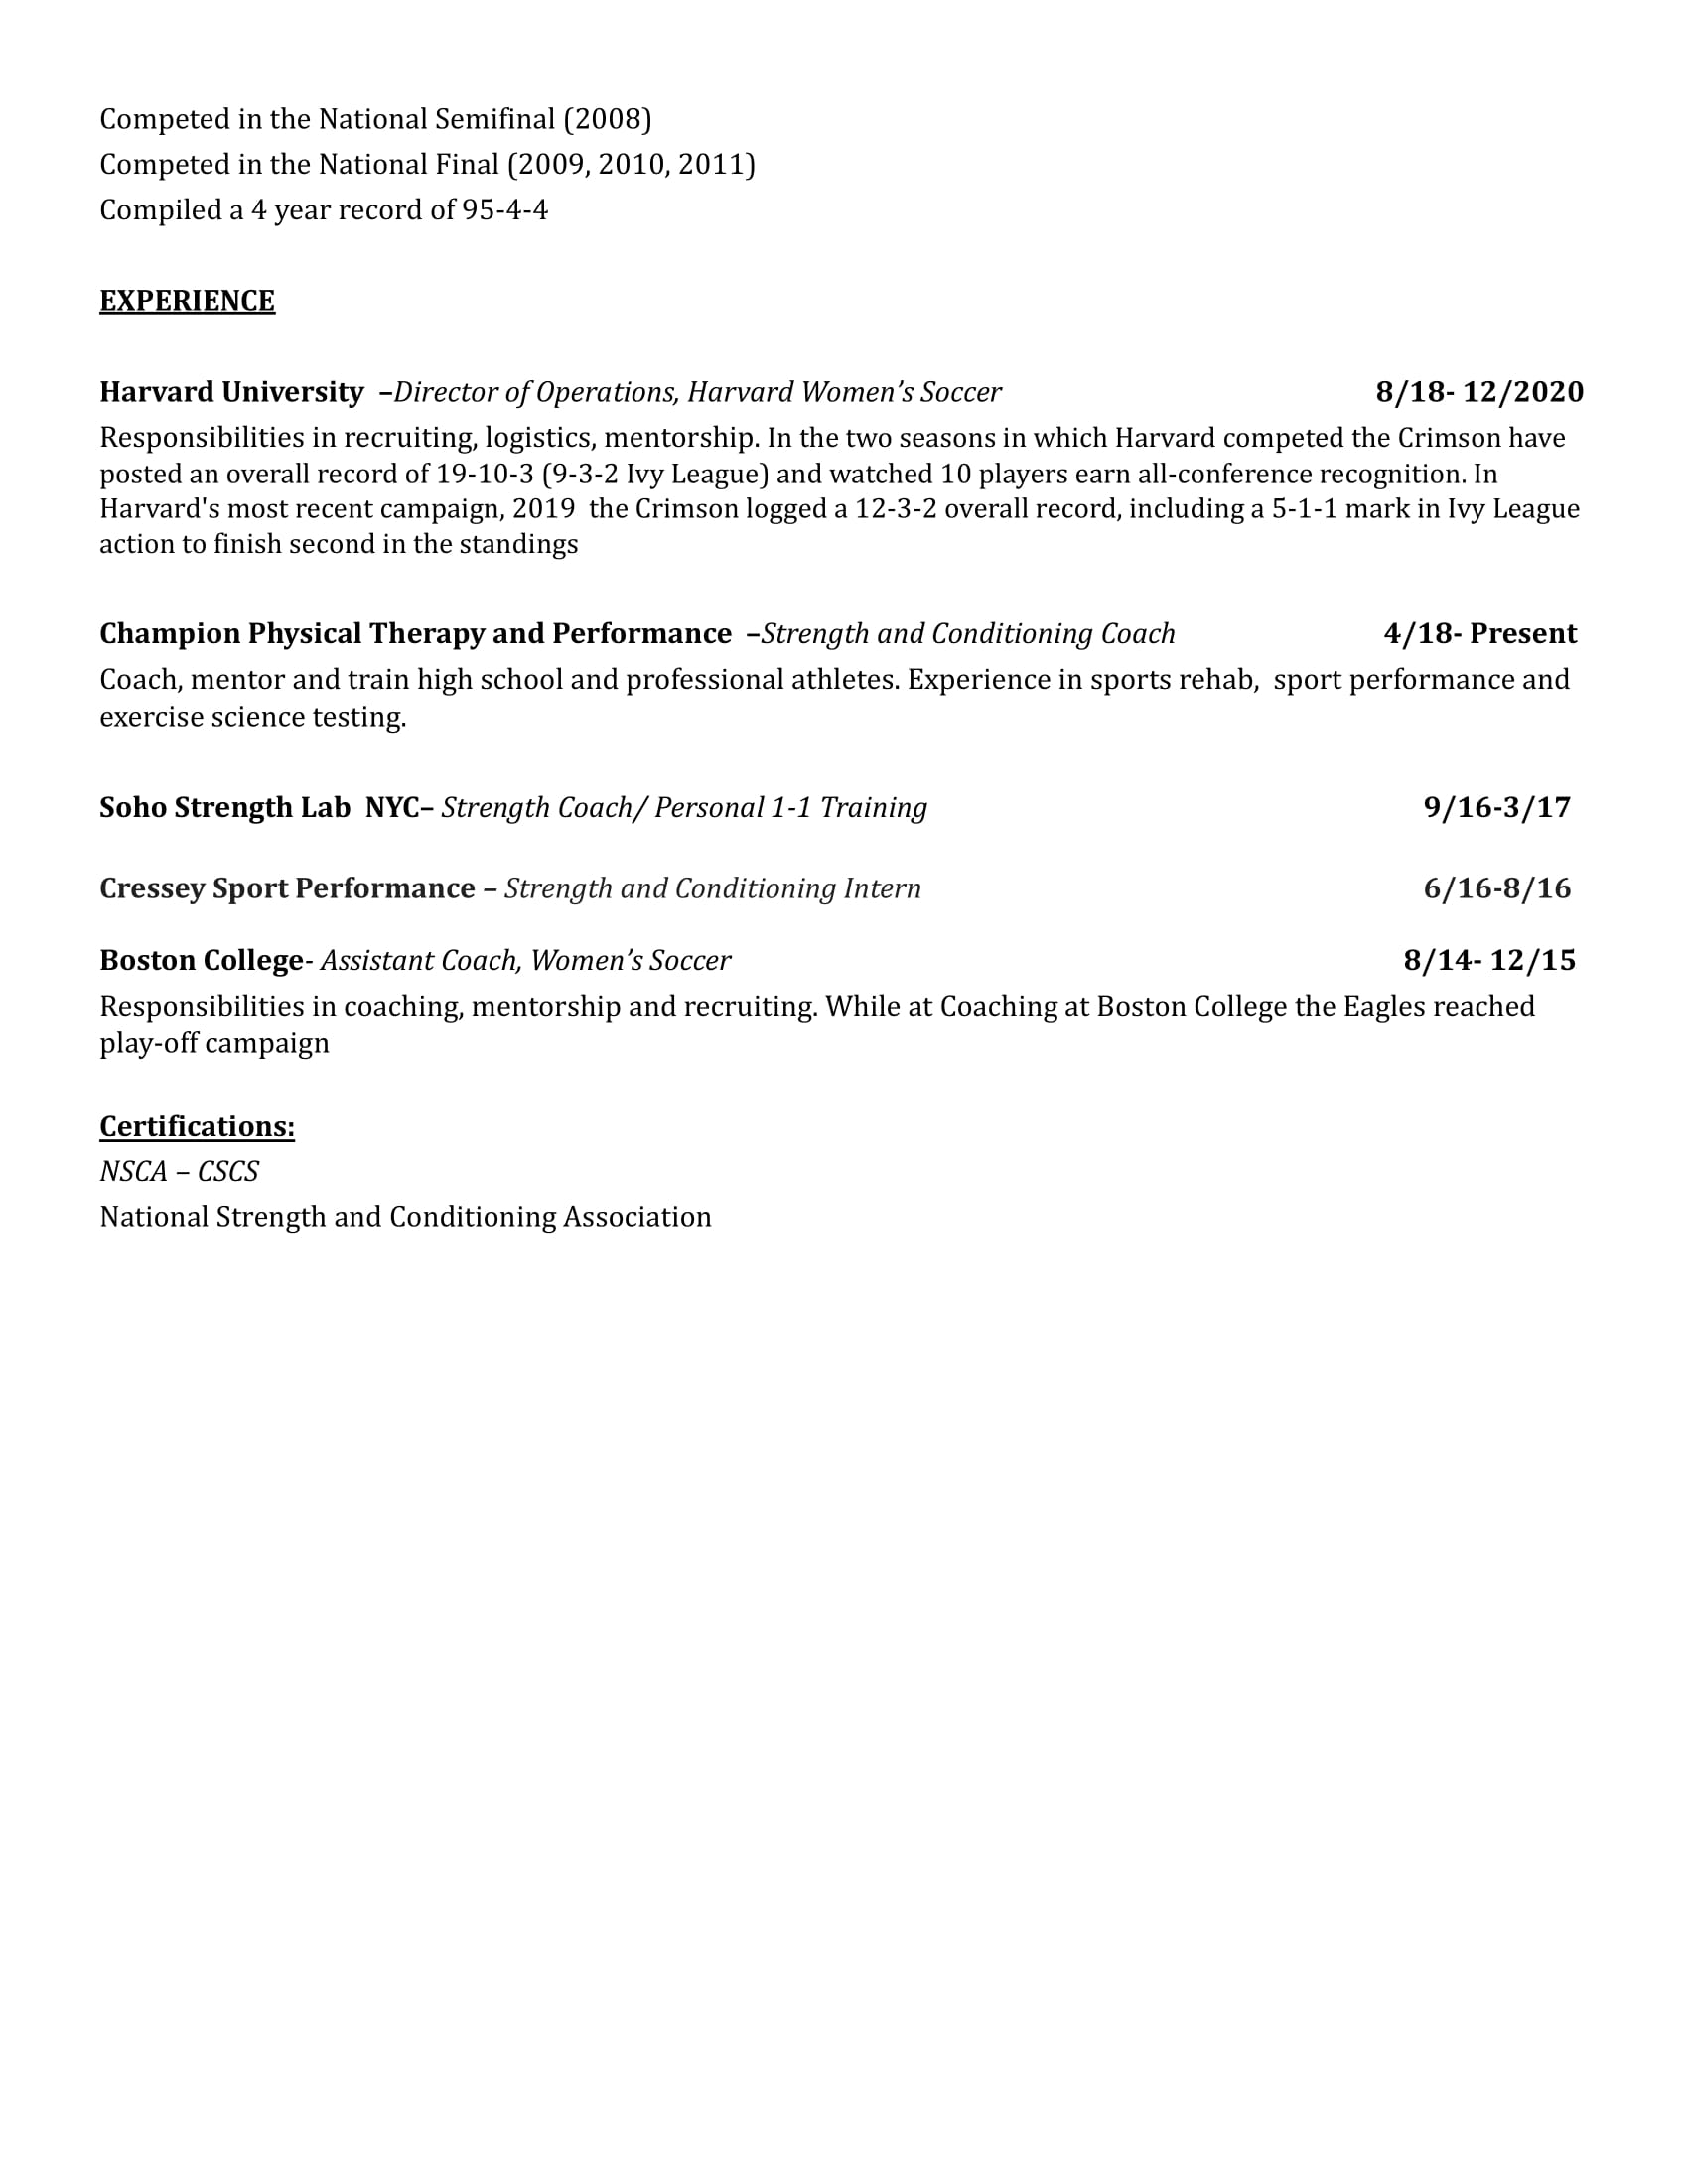 Competed in the National Semifinal (2008)
Competed in the National Final (2009, 2010, 2011)
Compiled a 4 year record of 95-4-4
EXPERIENCE
Harvard University –Director of Operations, Harvard Women’s Soccer 8/18- 12/2020
Responsibilities in recruiting, logistics, mentorship. In the two seasons in which Harvard competed the Crimson have
posted an overall record of 19-10-3 (9-3-2 Ivy League) and watched 10 players earn all-conference recognition. In
Harvard's most recent campaign, 2019  the Crimson logged a 12-3-2 overall record, including a 5-1-1 mark in Ivy League
action to finish second in the standings
Champion Physical Therapy and Performance –Strength and Conditioning Coach 4/18- Present
Coach, mentor and train high school and professional athletes. Experience in sports rehab,  sport performance and
exercise science testing.
Soho Strength Lab  NYC– Strength Coach/ Personal 1-1 Training 9/16-3/17
Cressey Sport Performance – Strength and Conditioning Intern 6/16-8/16
Boston College- Assistant Coach, Women’s Soccer 8/14- 12/15
Responsibilities in coaching, mentorship and recruiting. While at Coaching at Boston College the Eagles reached
play-off campaign
Certifications:
NSCA – CSCS
National Strength and Conditioning Association